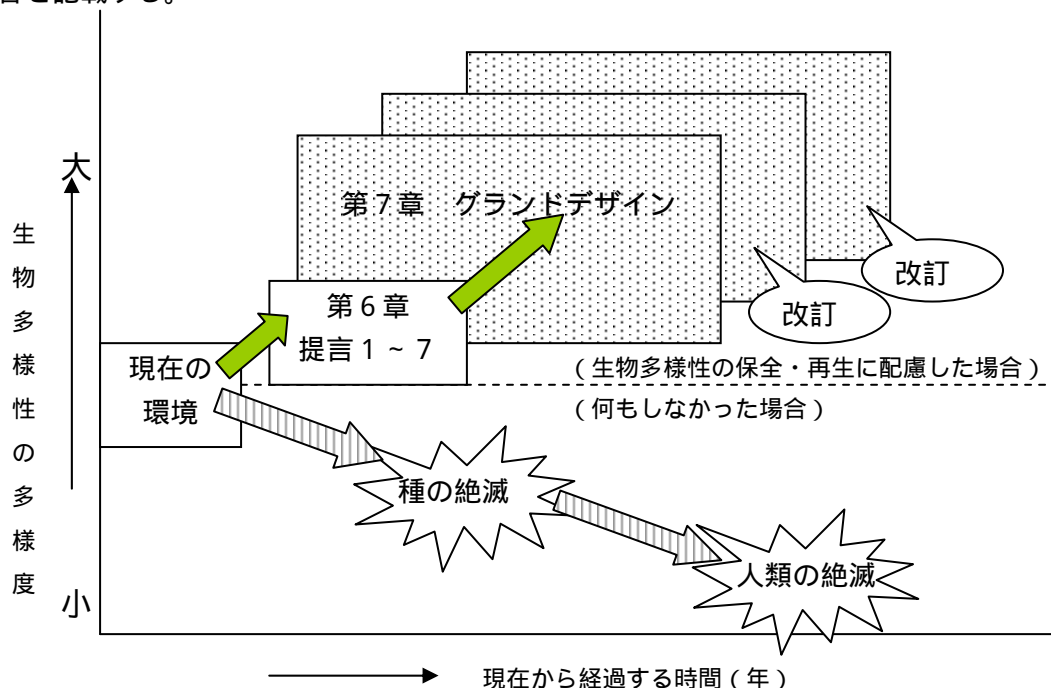 を記載する。
大
生物多様性の多様度
小
第７章　グランドデザイン
改訂
改訂
第６章
提言１～７
現在の
環境
（生物多様性の保全・再生に配慮した場合）
（何もしなかった場合）
種の絶滅
人類の絶滅
現在から経過する時間（年）